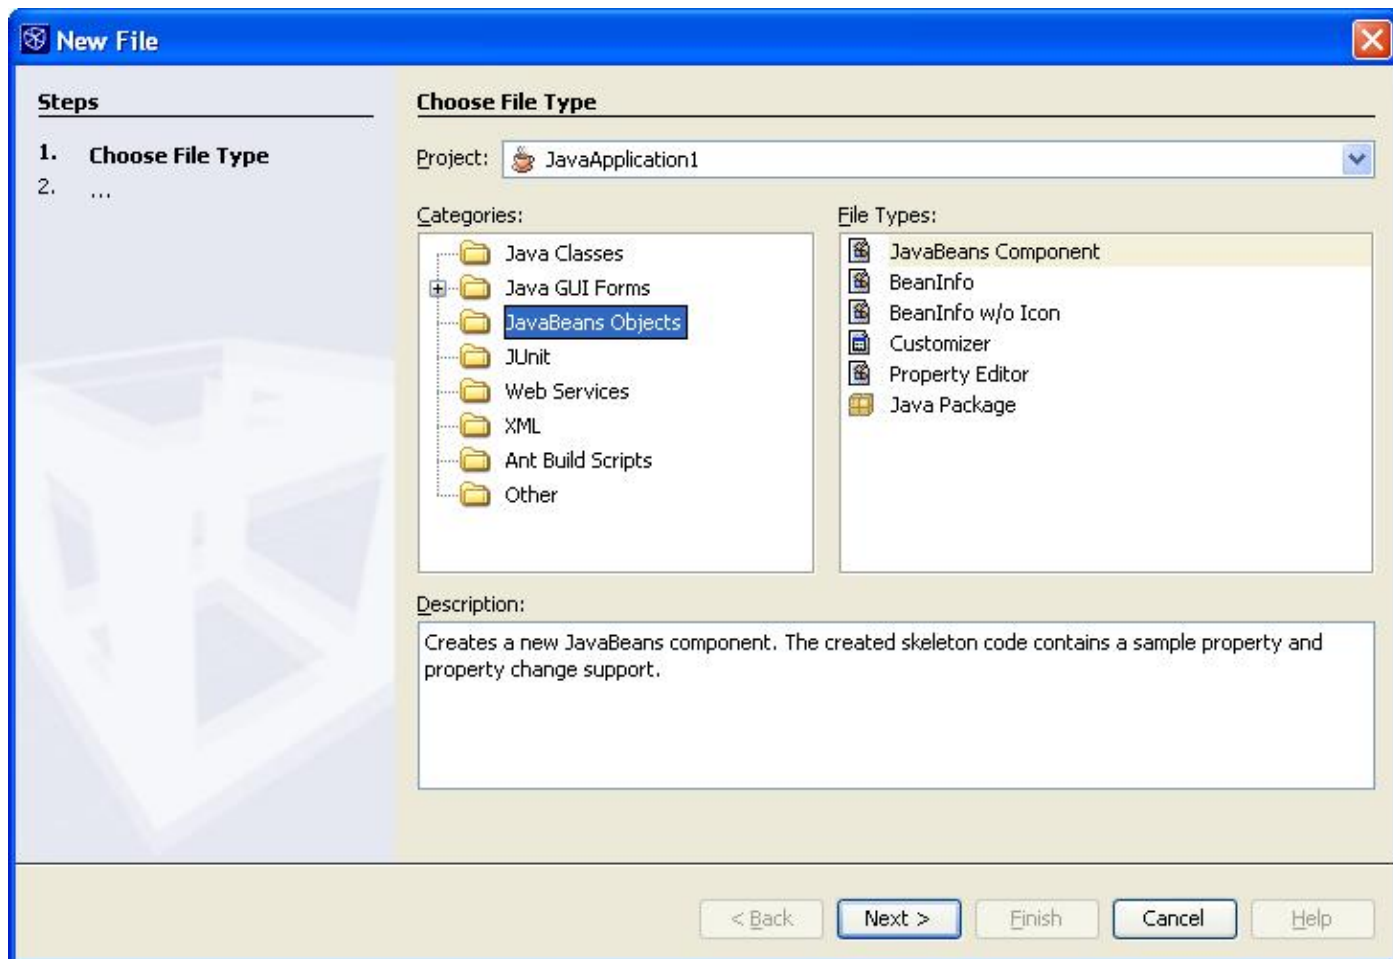 New File
Steps
1. Choose File Type
2. ...
Choose File Type
Project: JavaApplication1
Categories:
Java Classes
Java GUI Forms
JavaBeans Objects
JUnit
Web Services
XML
Ant Build Scripts
Other
File Types:
JavaBeans Component
BeanInfo
BeanInfo w/o Icon
Customizer
Property Editor
Java Package
Description:
Creates a new JavaBeans component. The created skeleton code contains a sample property and
property change support.
< Back Next > Finish Cancel Help